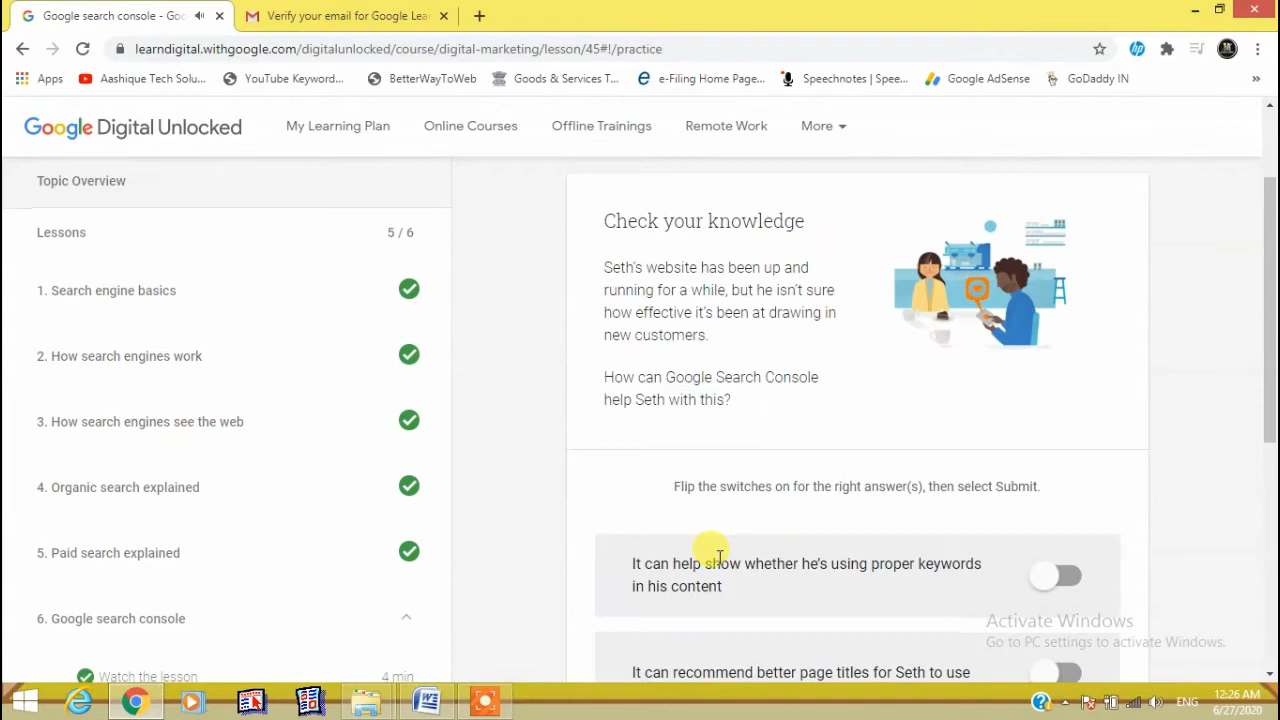 Google search console - Goo
Verify your email for Google Lea
learndigital.withgoogle.com/digitalunlocked/course/digital-marketing/lesson/45#!/practice
Apps
Aashique Tech Solu...
YouTube Keyword...
BetterWayToWeb
Goods & Services T...
e-Filing Home Page...
Speechnotes | Spee...
Google AdSense
GoDaddy IN
»
Google Digital Unlocked
My Learning Plan
Online Courses
Offline Trainings
Remote Work
More
Topic Overview
Lessons
5 / 6
1. Search engine basics
2. How search engines work
3. How search engines see the web
4. Organic search explained
5. Paid search explained
6. Google search console
Watch the lesson
4 min
Check your knowledge
Seth's website has been up and
running for a while, but he isn't sure
how effective it's been at drawing in
new customers.
How can Google Search Console
help Seth with this?
Flip the switches on for the right answer(s), then select Submit.
It can help show whether he's using proper keywords
in his content
It can recommend better page titles for Seth to use
Activate Windows
Go to PC settings to activate Windows.
ENG
12:26 AM
6/27/2020